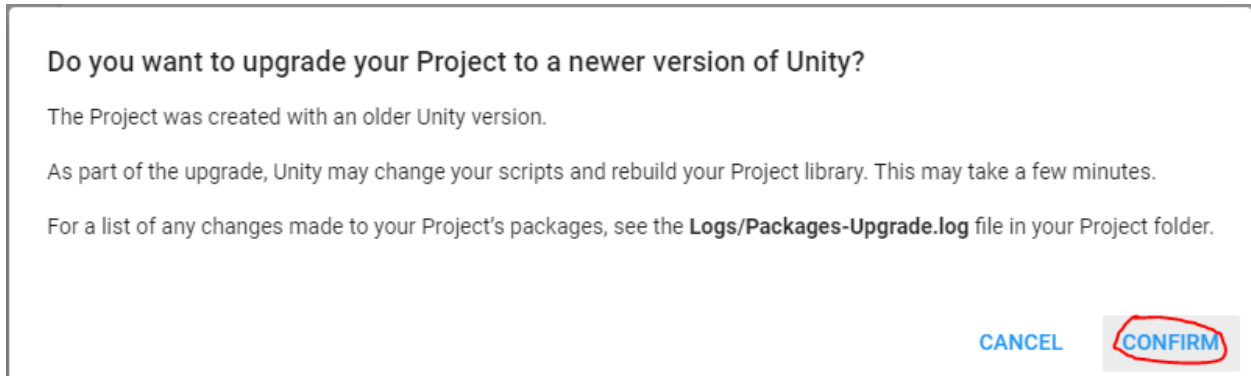 Do you want to upgrade your Project to a newer version of Unity?
The Project was created with an older Unity version.
As part of the upgrade, Unity may change your scripts and rebuild your Project library. This may take a few minutes.
For a list of any changes made to your Project’s packages, see the Logs/Packages-Upgrade.log file in your Project folder.
CANCEL CONFIRM